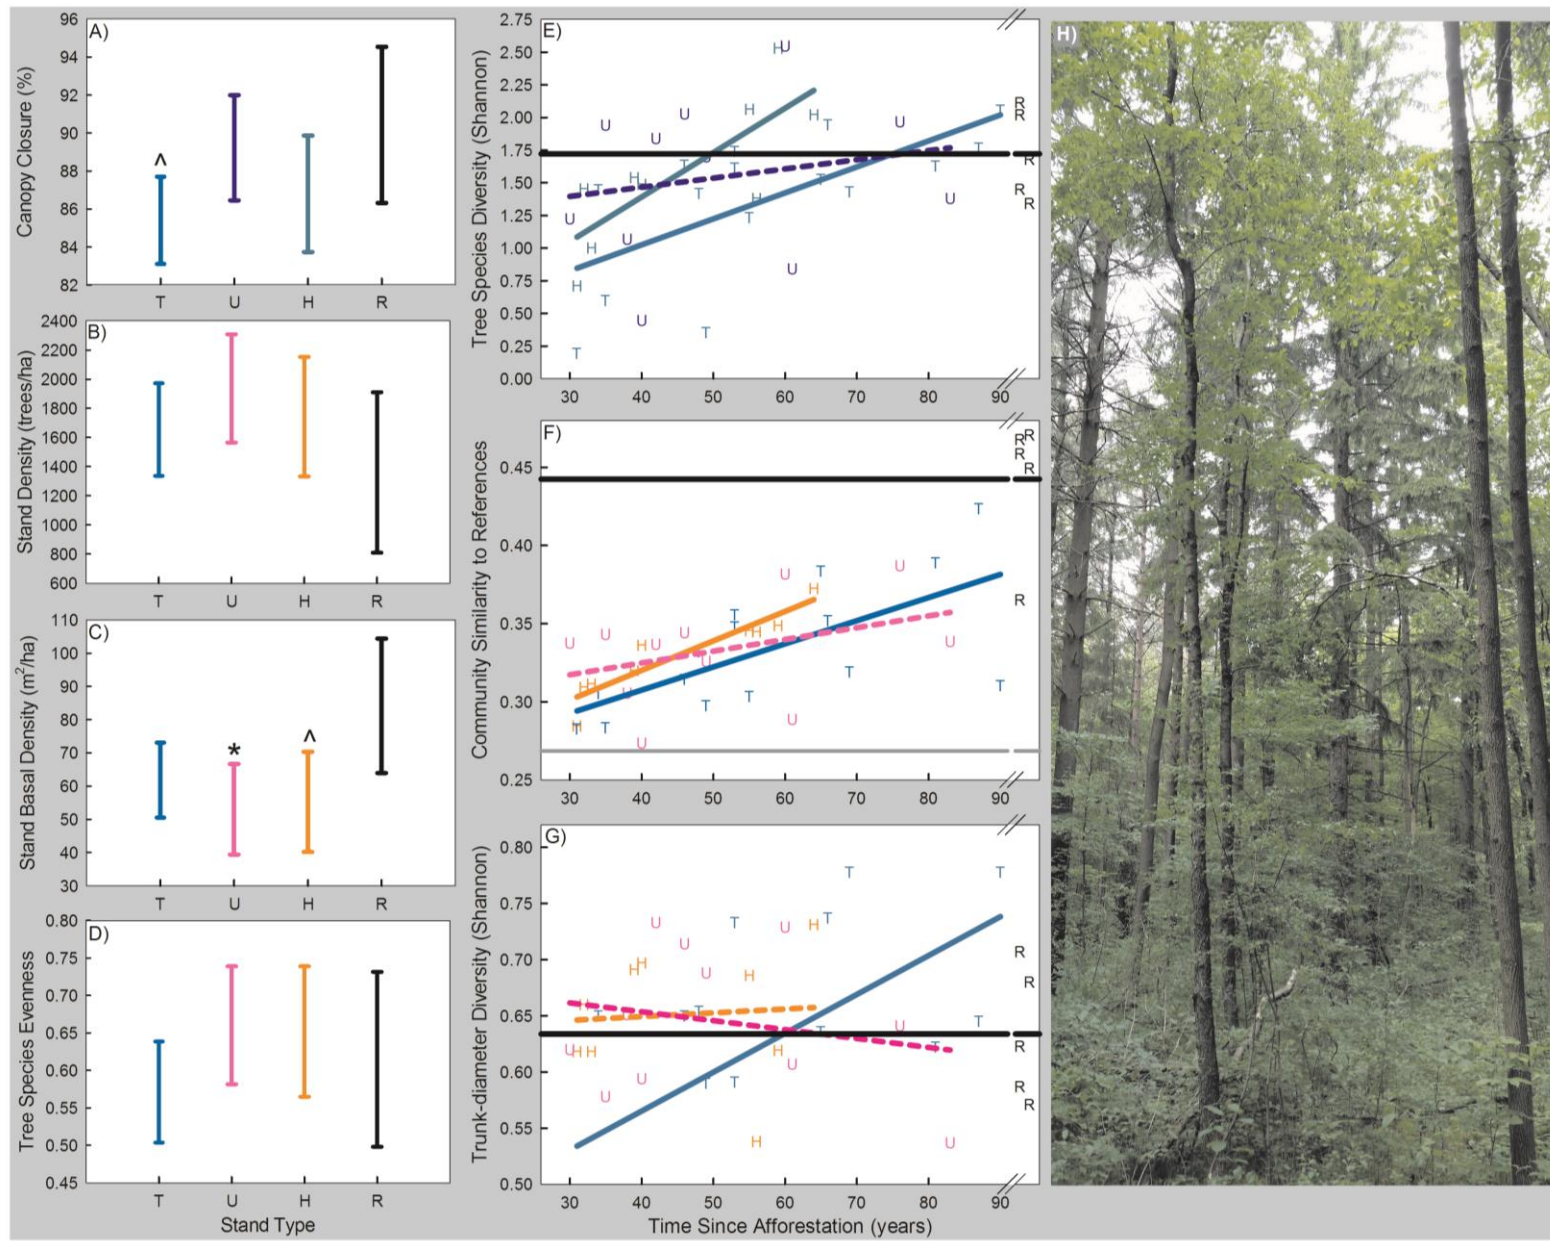 A)
Canopy Closure (%)
96
94
92
90
88
86
84
82
^
T U H R
B)
Stand Density (trees/ha)
2400
2200
2000
1800
1600
1400
1200
1000
800
600
T U H R
C)
Stand Basal Density (m²/ha)
110
100
90
80
70
60
50
40
30
* ^
T U H R
D)
Tree Species Evenness
0.80
0.75
0.70
0.65
0.60
0.55
0.50
0.45
T U H R
Stand Type
E)
Tree Species Diversity (Shannon)
2.75
2.50
2.25
2.00
1.75
1.50
1.25
1.00
0.75
0.50
0.25
0.00
30 40 50 60 70 80 90
F)
Community Similarity to References
0.45
0.40
0.35
0.30
0.25
30 40 50 60 70 80 90
G)
Trunk-diameter Diversity (Shannon)
0.80
0.75
0.70
0.65
0.60
0.55
0.50
30 40 50 60 70 80 90
Time Since Afforestation (years)
H)